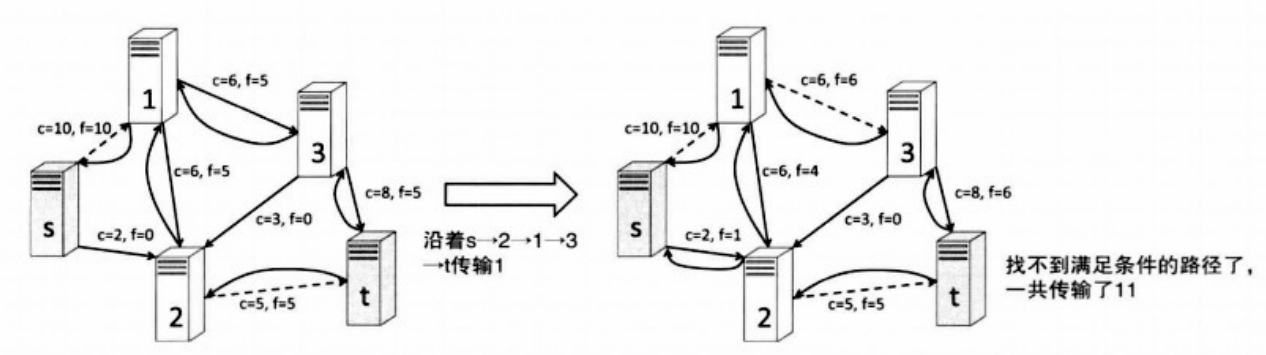 1
c=6, f=5
c=10, f=10
3
c=6, f=5
c=8, f=5
s
c=3, f=0
c=2, f=0
2
c=5, f=5
t
沿着s→2→1→3
→t传输1
1
c=6, f=6
c=10, f=10
3
c=6, f=4
c=8, f=6
s
c=3, f=0
c=2, f=1
2
c=5, f=5
t
找不到满足条件的路径了，
一共传输了11